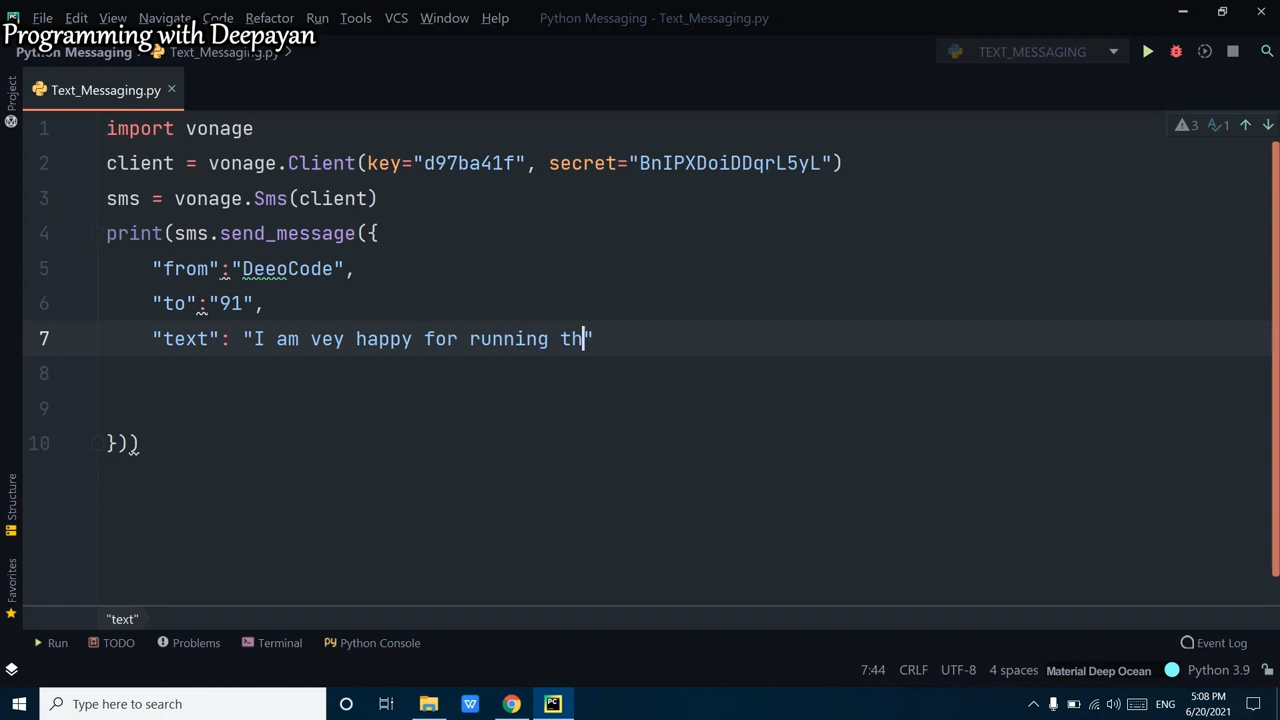 File Edit View Navigate Code Refactor Run Tools VCS Window Help Python Messaging - Text_Messaging.py
Programming with Deepayan
Python Messaging Text_Messaging.py TEXT_MESSAGING
Project
Text_Messaging.py
3 1
1 import vonage
2 client = vonage.Client(key="d97ba41f", secret="BnIPXDoiDDqrL5yL")
3 sms = vonage.Sms(client)
4 print(sms.send_message({
5 "from":"DeeoCode",
6 "to":"91",
7 "text": "I am vey happy for running th"
8
9
10 }))
Structure
Favorites
"text"
Run TODO Problems Terminal Python Console Event Log
7:44 CRLF UTF-8 4 spaces Material Deep Ocean Python 3.9
Type here to search
ENG
5:08 PM
6/20/2021